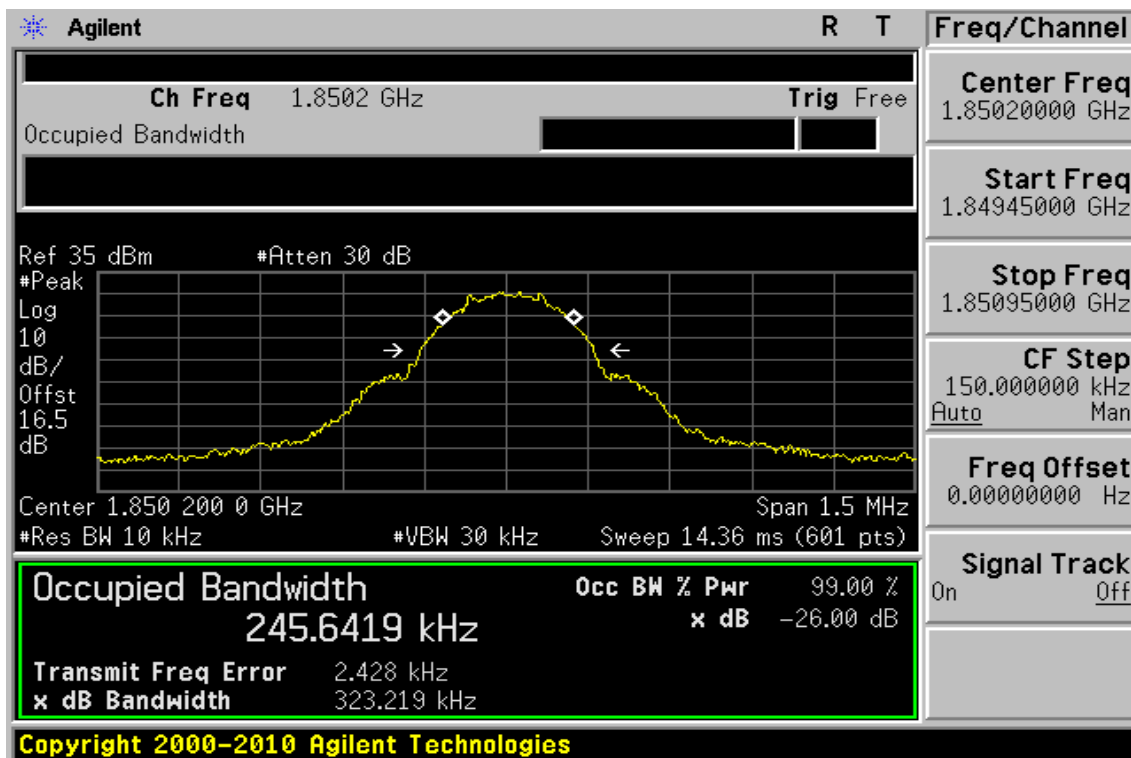 Agilent R T
Ch Freq 1.8502 GHz Trig Free
Occupied Bandwidth
Ref 35 dBm #Atten 30 dB
#Peak
Log
10
dB/
Offst
16.5
dB
Center 1.850 200 0 GHz Span 1.5 MHz
#Res BW 10 kHz #VBW 30 kHz Sweep 14.36 ms (601 pts)
Occupied Bandwidth
245.6419 kHz
Occ BW % Pwr 99.00 %
x dB -26.00 dB
Transmit Freq Error 2.428 kHz
x dB Bandwidth 323.219 kHz
Copyright 2000-2010 Agilent Technologies
Freq/Channel
Center Freq
1.85020000 GHz
Start Freq
1.84945000 GHz
Stop Freq
1.85095000 GHz
CF Step
150.000000 kHz
Auto Man
Freq Offset
0.00000000 Hz
Signal Track
On Off